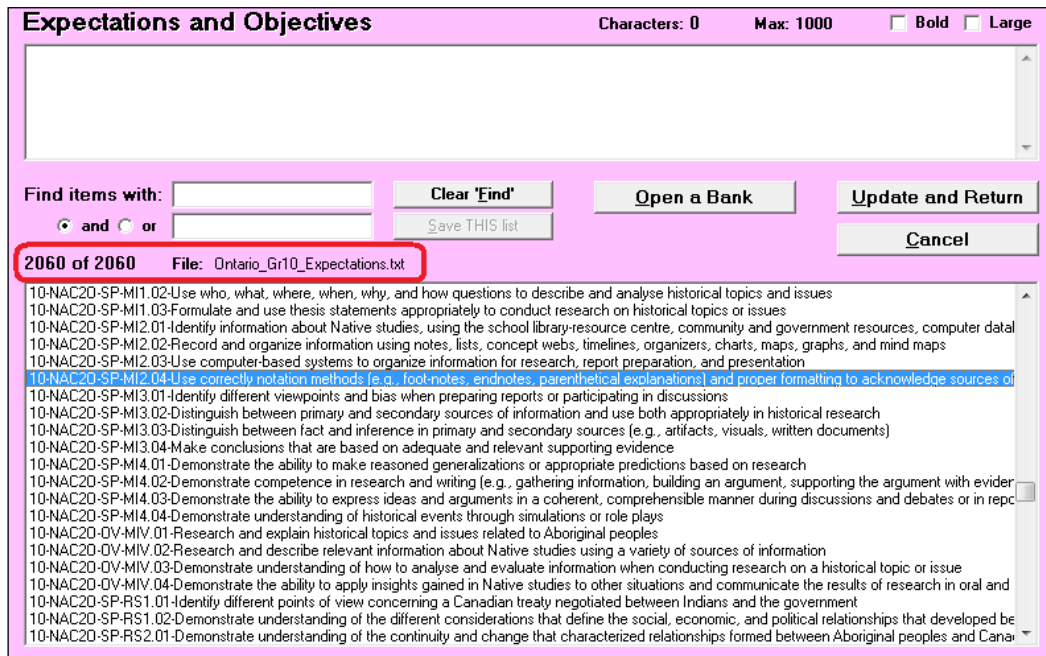 Expectations and Objectives Characters: 0 Max: 1000 Bold Large
Find items with: Clear 'Find' Open a Bank Update and Return
and or Save THIS list Cancel
2060 of 2060 File: Ontario_Gr10_Expectations.txt
10-NAC2O-SP-MI1.02-Use who, what, where, when, why, and how questions to describe and analyse historical topics and issues
10-NAC2O-SP-MI1.03-Formulate and use thesis statements appropriately to conduct research on historical topics or issues
10-NAC2O-SP-MI2.01-Identify information about Native studies, using the school library-resource centre, community and government resources, computer datal
10-NAC2O-SP-MI2.02-Record and organize information using notes, lists, concept webs, timelines, organizers, charts, maps, graphs, and mind maps
10-NAC2O-SP-MI2.03-Use computer-based systems to organize information for research, report preparation, and presentation
10-NAC2O-SP-MI2.04-Use correctly notation methods (e.g., foot-notes, endnotes, parenthetical explanations) and proper formatting to acknowledge sources of
10-NAC2O-SP-MI3.01-Identify different viewpoints and bias when preparing reports or participating in discussions
10-NAC2O-SP-MI3.02-Distinguish between primary and secondary sources of information and use both appropriately in historical research
10-NAC2O-SP-MI3.03-Distinguish between fact and inference in primary and secondary sources (e.g., artifacts, visuals, written documents)
10-NAC2O-SP-MI3.04-Make conclusions that are based on adequate and relevant supporting evidence
10-NAC2O-SP-MI4.01-Demonstrate the ability to make reasoned generalizations or appropriate predictions based on research
10-NAC2O-SP-MI4.02-Demonstrate competence in research and writing (e.g., gathering information, building an argument, supporting the argument with eviden
10-NAC2O-SP-MI4.03-Demonstrate the ability to express ideas and arguments in a coherent, comprehensible manner during discussions and debates or in repo
10-NAC2O-SP-MI4.04-Demonstrate understanding of historical events through simulations or role plays
10-NAC2O-OV-MIV.01-Research and explain historical topics and issues related to Aboriginal peoples
10-NAC2O-OV-MIV.02-Research and describe relevant information about Native studies using a variety of sources of information
10-NAC2O-OV-MIV.03-Demonstrate understanding of how to analyse and evaluate information when conducting research on a historical topic or issue
10-NAC2O-OV-MIV.04-Demonstrate the ability to apply insights gained in Native studies to other situations and communicate the results of research in oral and
10-NAC2O-SP-RS1.01-Identify different points of view concerning a Canadian treaty negotiated between Indians and the government
10-NAC2O-SP-RS1.02-Demonstrate understanding of the different considerations that define the social, economic, and political relationships that developed be
10-NAC2O-SP-RS2.01-Demonstrate understanding of the continuity and change that characterized relationships formed between Aboriginal peoples and Cana